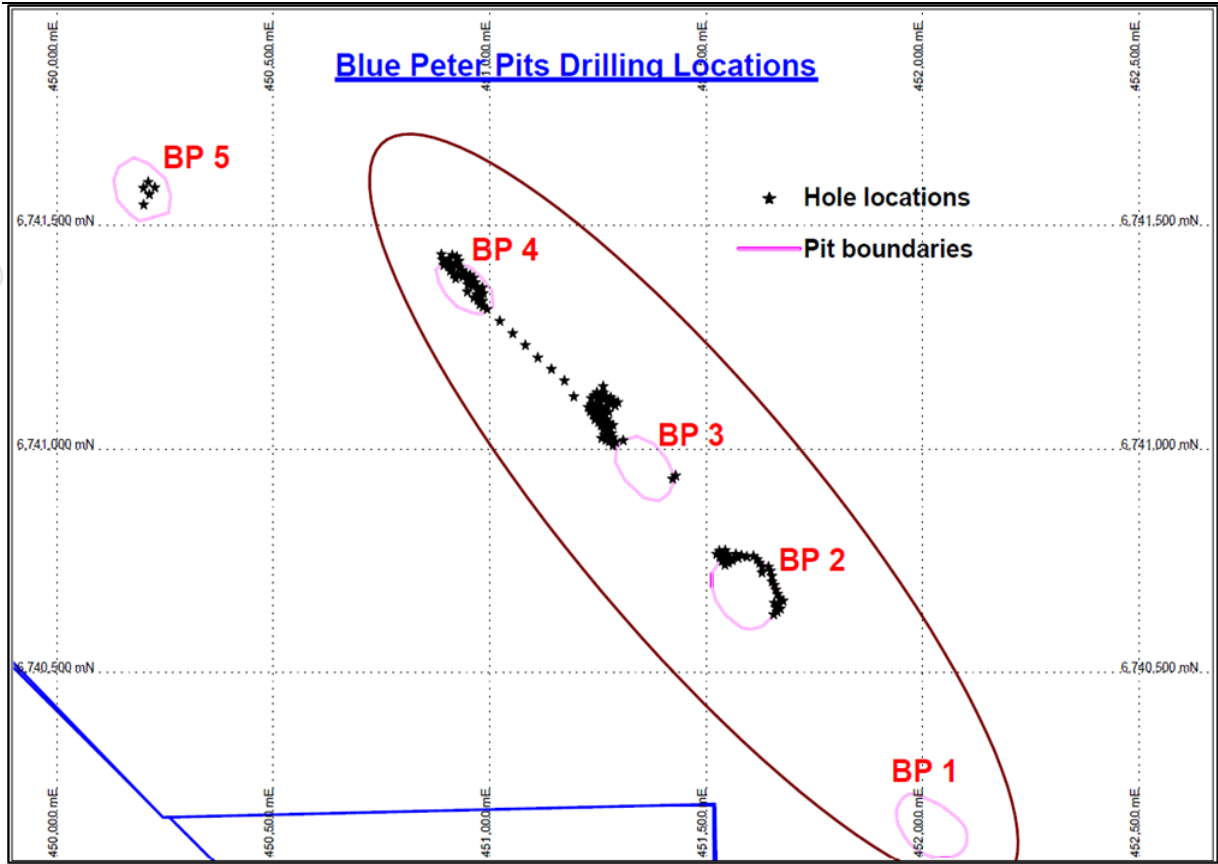 450,000 mE
450,500 mE
451,000 mE
451,500 mE
452,000 mE
452,500 mE
Blue Peter Pits Drilling Locations
BP 5
Hole locations
6,741,500 mN
6,741,500 mN
BP 4
Pit boundaries
BP 3
6,741,000 mN
6,741,000 mN
BP 2
6,740,500 mN
6,740,500 mN
BP 1
450,000 mE
450,500 mE
451,000 mE
451,500 mE
452,000 mE
452,500 mE